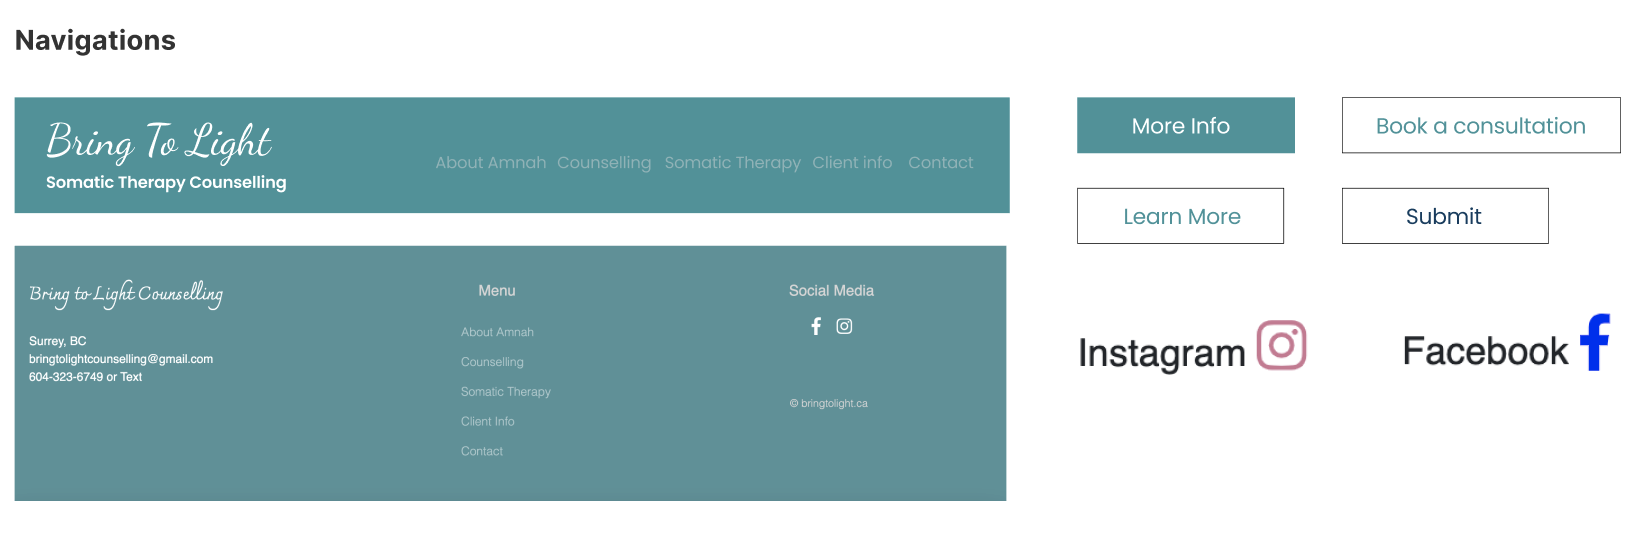 Navigations
Bring To Light
Somatic Therapy Counselling
About Amnah Counselling Somatic Therapy Client info Contact
More Info
Book a consultation
Learn More
Submit
Bring to Light Counselling
Surrey, BC
bringtolightcounselling@gmail.com
604-323-6749 or Text
Menu
About Amnah
Counselling
Somatic Therapy
Client Info
Contact
Social Media
© bringtolight.ca
Instagram
Facebook